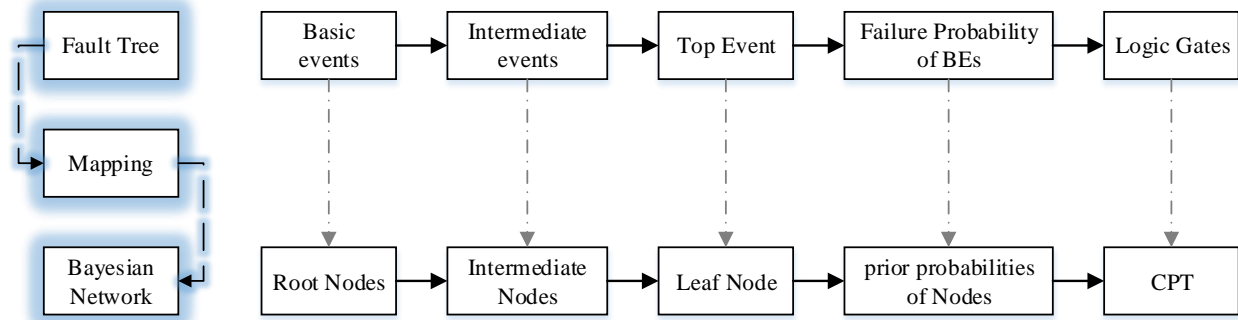 Fault Tree
Basic
events
Intermediate
events
Top Event
Failure Probability
of BEs
Logic Gates
Mapping
Bayesian
Network
Root Nodes
Intermediate
Nodes
Leaf Node
prior probabilities
of Nodes
CPT